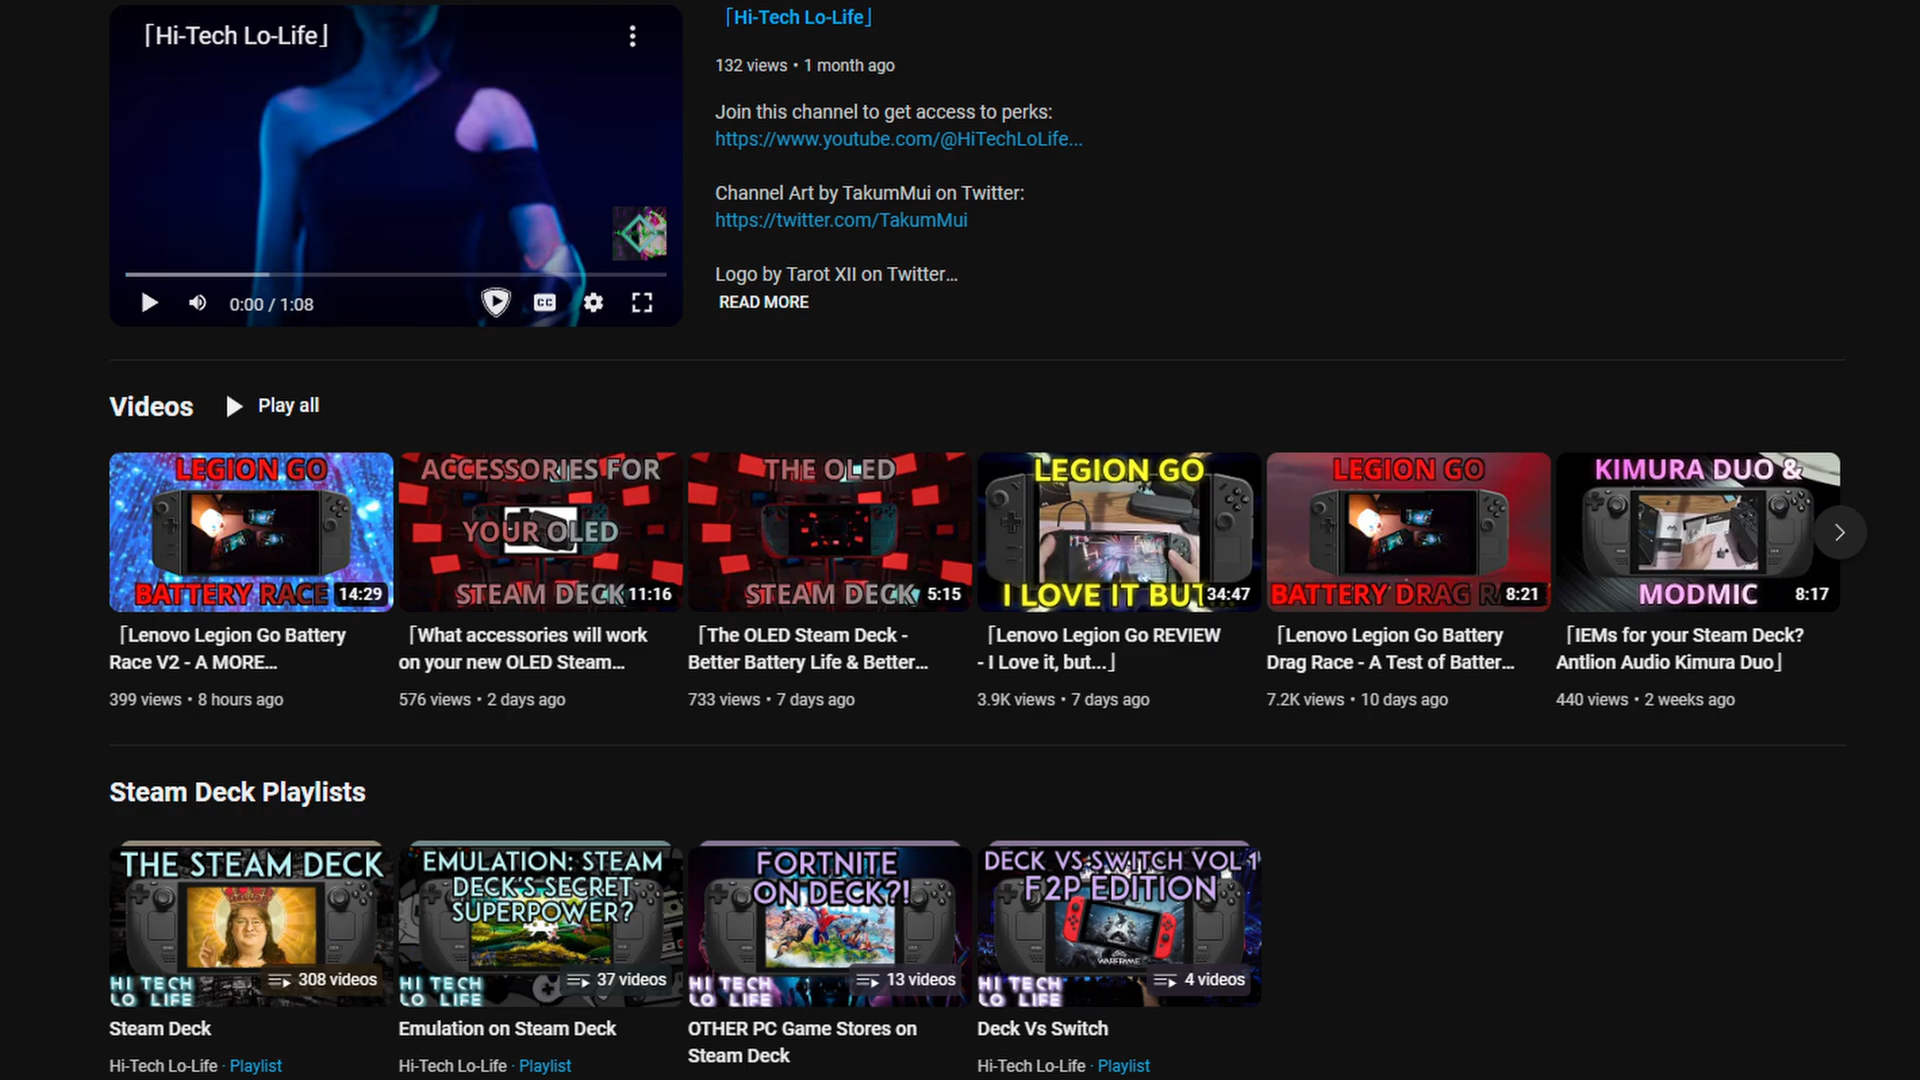 「Hi-Tech Lo-Life」
0:00 / 1:08
CC
「Hi-Tech Lo-Life」
132 views • 1 month ago
Join this channel to get access to perks:
https://www.youtube.com/@HiTechLoLife...
Channel Art by TakumMui on Twitter:
https://twitter.com/TakumMui
Logo by Tarot XII on Twitter…
READ MORE
Videos
Play all
LEGION GO
BATTERY RACE
14:29
「Lenovo Legion Go Battery
Race V2 - A MORE…
399 views • 8 hours ago
ACCESSORIES FOR
YOUR OLED
STEAM DECK
11:16
「What accessories will work
on your new OLED Steam…
576 views • 2 days ago
THE OLED
STEAM DECK
5:15
「The OLED Steam Deck -
Better Battery Life & Better…
733 views • 7 days ago
LEGION GO
I LOVE IT BUT
34:47
「Lenovo Legion Go REVIEW
- I Love it, but...」
3.9K views • 7 days ago
LEGION GO
BATTERY DRAG
8:21
「Lenovo Legion Go Battery
Drag Race - A Test of Batter…
7.2K views • 10 days ago
KIMURA DUO &
MODMIC
8:17
「IEMs for your Steam Deck?
Antlion Audio Kimura Duo」
440 views • 2 weeks ago
Steam Deck Playlists
THE STEAM DECK
HI TECH
LO LIFE
308 videos
Steam Deck
Hi-Tech Lo-Life · Playlist
EMULATION: STEAM
DECK'S SECRET
SUPERPOWER?
HI TECH
LO LIFE
37 videos
Emulation on Steam Deck
Hi-Tech Lo-Life · Playlist
FORTNITE
ON DECK?!
HI TECH
LO LIFE
13 videos
OTHER PC Game Stores on
Steam Deck
DECK VS SWITCH VOL 1
F2P EDITION
WARFRAME
HI TECH
LO LIFE
4 videos
Deck Vs Switch
Hi-Tech Lo-Life · Playlist